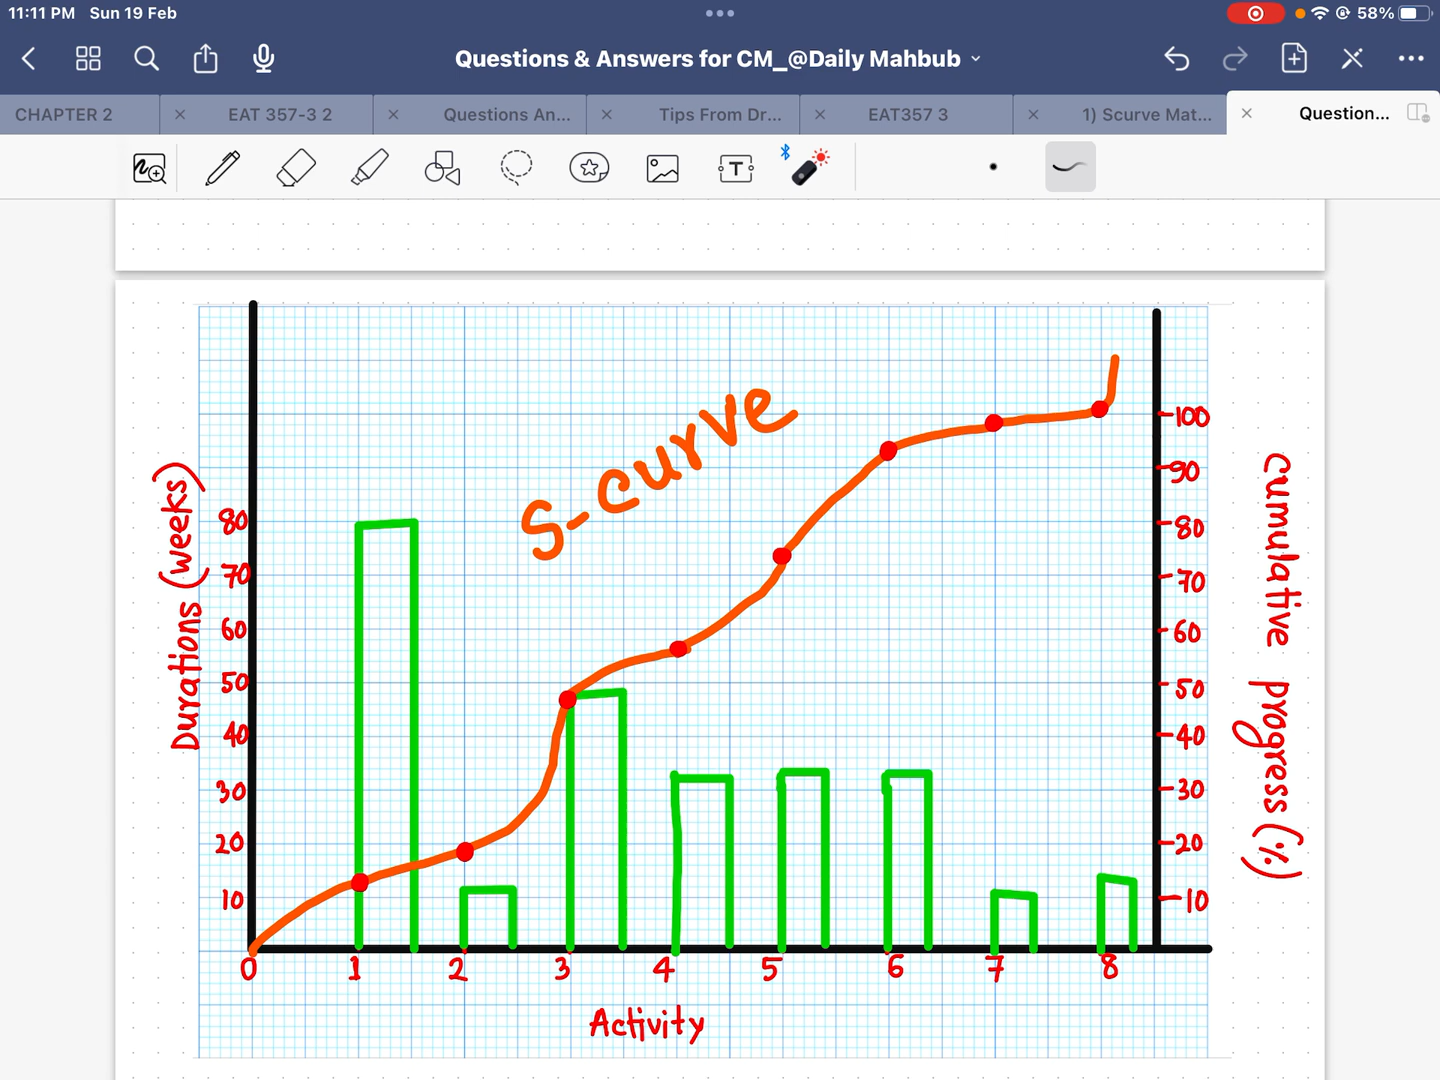 11:11 PM Sun 19 Feb
58%
Questions & Answers for CM_@Daily Mahbub
CHAPTER 2
EAT 357-3 2
Questions An...
Tips From Dr...
EAT357 3
1) Scurve Mat...
Question...
T
S-curve
Durations (weeks)
80
70
60
50
40
30
20
10
100
90
80
70
60
50
40
30
20
10
cumulative progress (%)
0 1 2 3 4 5 6 7 8
Activity